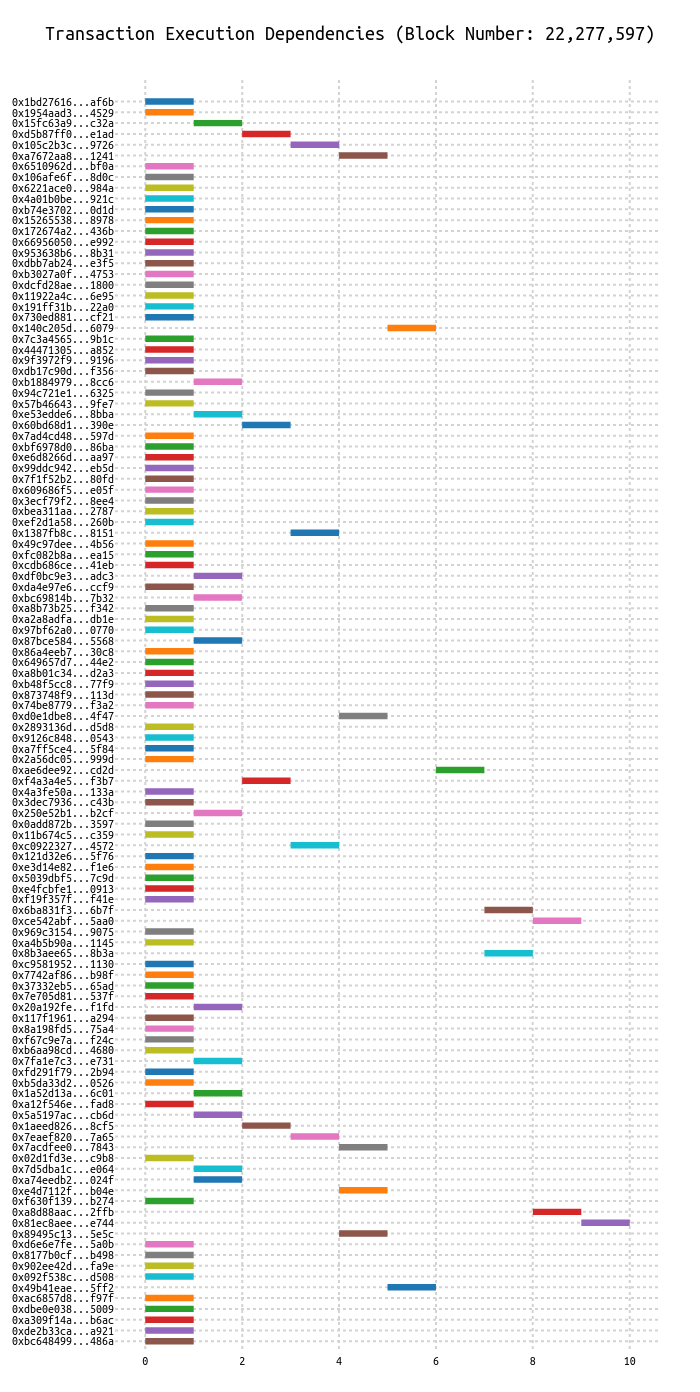 Transaction Execution Dependencies (Block Number: 22,277,597)
0x1bd27616...af6b
0x1954aad3...4529
0x15fc63a9...c32a
0xd5b87ff0...e1ad
0x105c2b3c...9726
0xa7672aa8...1241
0x6510962d...bf0a
0x106afe6f...8d0c
0x6221ace0...984a
0x4a01b0be...921c
0xb74e3702...0d1d
0x15265538...8978
0x172674a2...436b
0x66956050...e992
0x953638b6...8b31
0xdbb7ab24...e3f5
0xb3027a0f...4753
0xdcfd28ae...1800
0x11922a4c...6e95
0x191ff31b...22a0
0x730ed881...cf21
0x140c205d...6079
0x7c3a4565...9b1c
0x44471305...a852
0x9f3972f9...9196
0xdb17c90d...f356
0xb1884979...8cc6
0x94c721e1...6325
0x57b46643...9fe7
0xe53edde6...8bba
0x60bd68d1...390e
0x7ad4cd48...597d
0xbf6978d0...86ba
0xe6d8266d...aa97
0x99ddc942...eb5d
0x7f1f52b2...80fd
0x609686f5...e05f
0x3ecf79f2...8ee4
0xbea311aa...2787
0xef2d1a58...260b
0x1387fb8c...8151
0x49c97dee...4b56
0xfc082b8a...ea15
0xcdb686ce...41eb
0xdf0bc9e3...adc3
0xda4e97e6...ccf9
0xbc69814b...7b32
0xa8b73b25...f342
0xa2a8adfa...db1e
0x97bf62a0...0770
0x87bce584...5568
0x86a4eeb7...30c8
0x649657d7...44e2
0xa8b01c34...d2a3
0xb48f5cc8...77f9
0x873748f9...113d
0x74be8779...f3a2
0xd0e1dbe8...4f47
0x2893136d...d5d8
0x9126c848...0543
0xa7ff5ce4...5f84
0x2a56dc05...999d
0xae6dee92...cd2d
0xf4a3a4e5...f3b7
0x4a3fe50a...133a
0x3dec7936...c43b
0x250e52b1...b2cf
0x0add872b...3597
0x11b674c5...c359
0xc0922327...4572
0x121d32e6...5f76
0xe3d14e82...f1e6
0x5039dbf5...7c9d
0xe4fcbfe1...0913
0xf19f357f...f41e
0x6ba831f3...6b7f
0xce542abf...5aa0
0x969c3154...9075
0xa4b5b90a...1145
0x8b3aee65...8b3a
0xc9581952...1130
0x7742af86...b98f
0x37332eb5...65ad
0x7e705d81...537f
0x20a192fe...f1fd
0x117f1961...a294
0x8a198fd5...75a4
0xf67c9e7a...f24c
0xb6aa98cd...4680
0x7fa1e7c3...e731
0xfd291f79...2b94
0xb5da33d2...0526
0x1a52d13a...6c01
0xa12f546e...fad8
0x5a5197ac...cb6d
0x1aeed826...8cf5
0x7eaef820...7a65
0x7acdfee0...7843
0x02d1fd3e...c9b8
0x7d5dba1c...e064
0xa74eedb2...024f
0xe4d7112f...b04e
0xf630f139...b274
0xa8d88aac...2ffb
0x81ec8aee...e744
0x89495c13...5e5c
0xd6e6e7fe...5a0b
0x8177b0cf...b498
0x902ee42d...fa9e
0x092f538c...d508
0x49b41eae...5ff2
0xac6857d8...f97f
0xdbe0e038...5009
0xa309f14a...b6ac
0xde2b33ca...a921
0xbc648499...486a
0 2 4 6 8 10